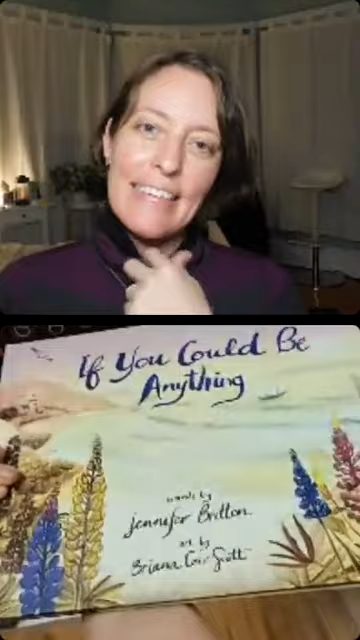 If You Could Be
Anything
words by
Jennifer Britton
art by
Briana Corr Scott